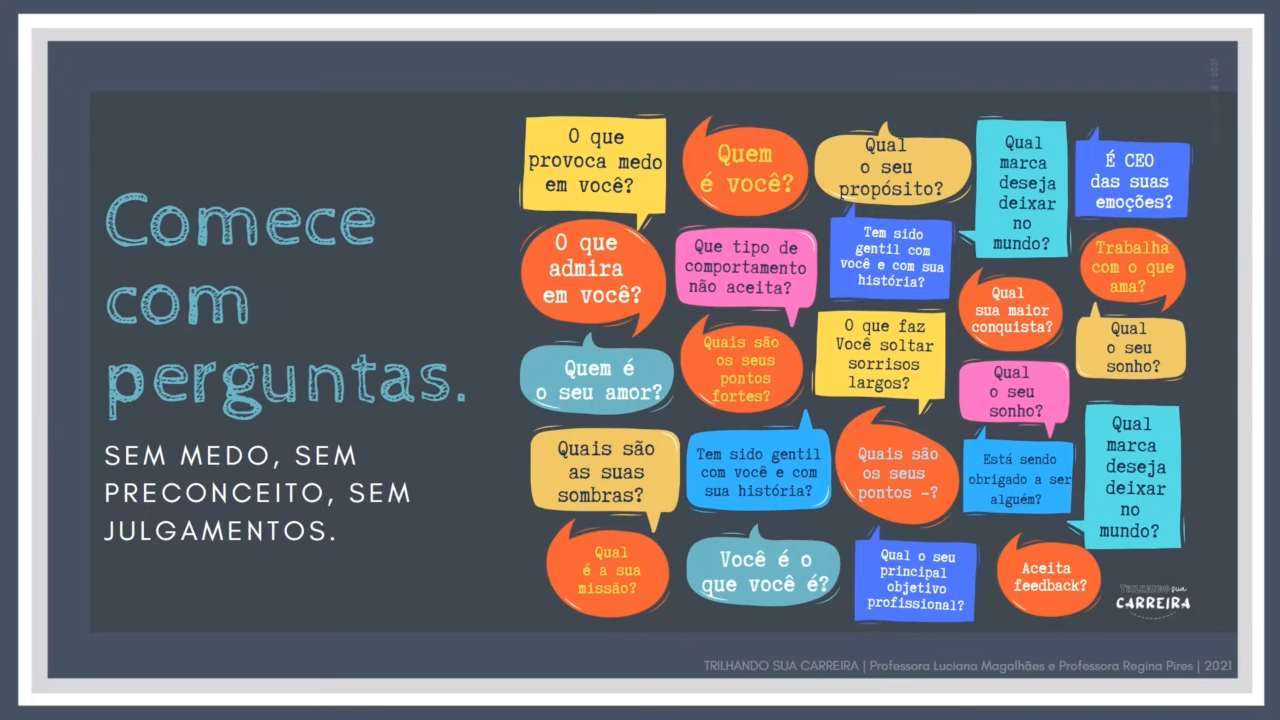 Comece
com
perguntas.
SEM MEDO, SEM
PRECONCEITO, SEM
JULGAMENTOS.
O que
provoca medo
em você?
Quem
é você?
Qual
o seu
propósito?
Qual
marca
deseja
deixar
no
mundo?
É CEO
das suas
emoções?
O que
admira
em você?
Que tipo de
comportamento
não aceita?
Tem sido
gentil com
você e com sua
história?
Trabalha
com o que
ama?
Qual
sua maior
conquista?
Quem é
o seu amor?
Quais são
os seus
pontos
fortes?
O que faz
Você soltar
sorrisos
largos?
Qual
o seu
sonho?
Qual
o seu
sonho?
Quais são
as suas
sombras?
Tem sido gentil
com você e com
sua história?
Quais são
os seus
pontos -?
Está sendo
obrigado a ser
alguém?
Qual
marca
deseja
deixar
no
mundo?
Qual
é a sua
missão?
Você é o
que você é?
Qual o seu
principal
objetivo
profissional?
Aceita
feedback?
TRILHANDO sua
CARREIRA
TRILHANDO SUA CARREIRA | Professora Luciana Magalhães e Professora Regina Pires | 2021